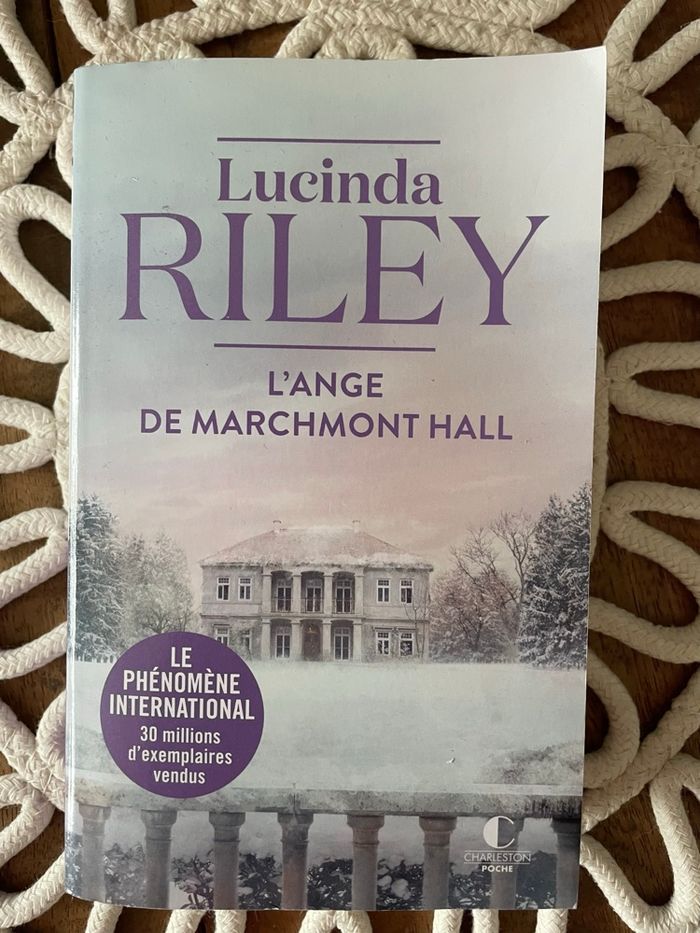 Lucinda
RILEY
L'ANGE
DE MARCHMONT HALL
LE
PHÉNOMÈNE
INTERNATIONAL
30 millions
d'exemplaires
vendus
C
CHARLESTON
POCHE